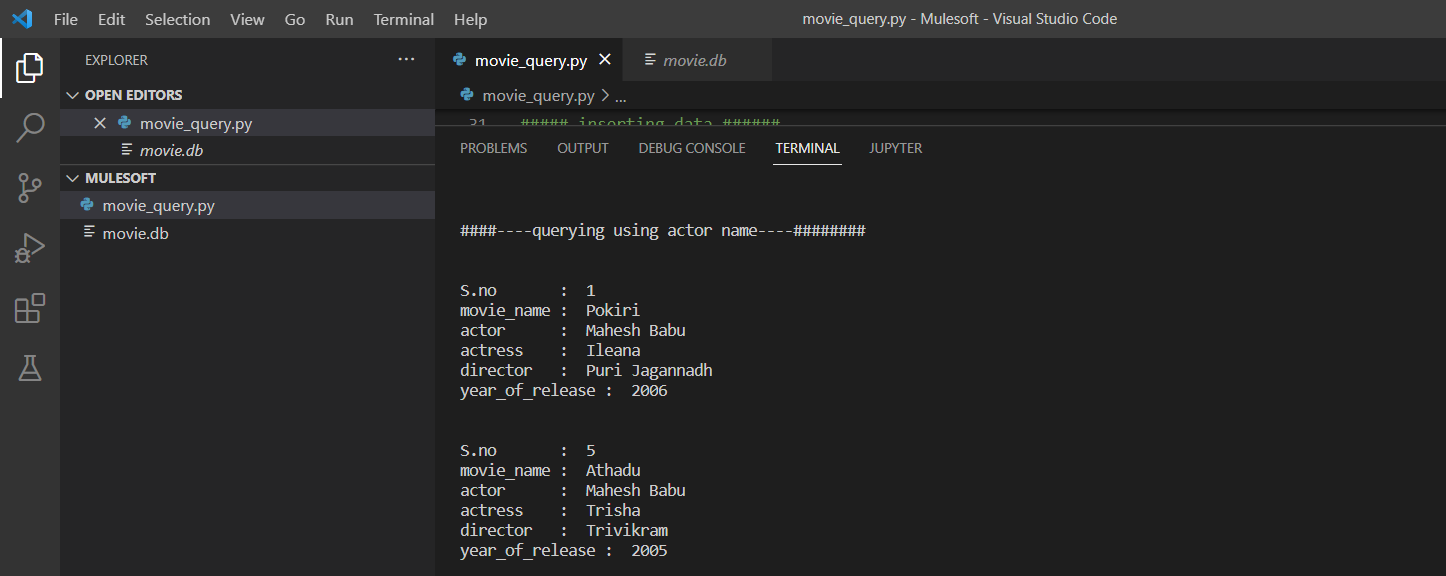 File Edit Selection View Go Run Terminal Help
movie_query.py - Mulesoft - Visual Studio Code
EXPLORER
OPEN EDITORS
movie_query.py
movie.db
MULESOFT
movie_query.py
movie.db
movie_query.py
movie.db
movie_query.py > ...
31 ##### inserting data ######
PROBLEMS OUTPUT DEBUG CONSOLE TERMINAL JUPYTER
####----querying using actor name----########
S.no : 1
movie_name : Pokiri
actor : Mahesh Babu
actress : Ileana
director : Puri Jagannadh
year_of_release : 2006
S.no : 5
movie_name : Athadu
actor : Mahesh Babu
actress : Trisha
director : Trivikram
year_of_release : 2005